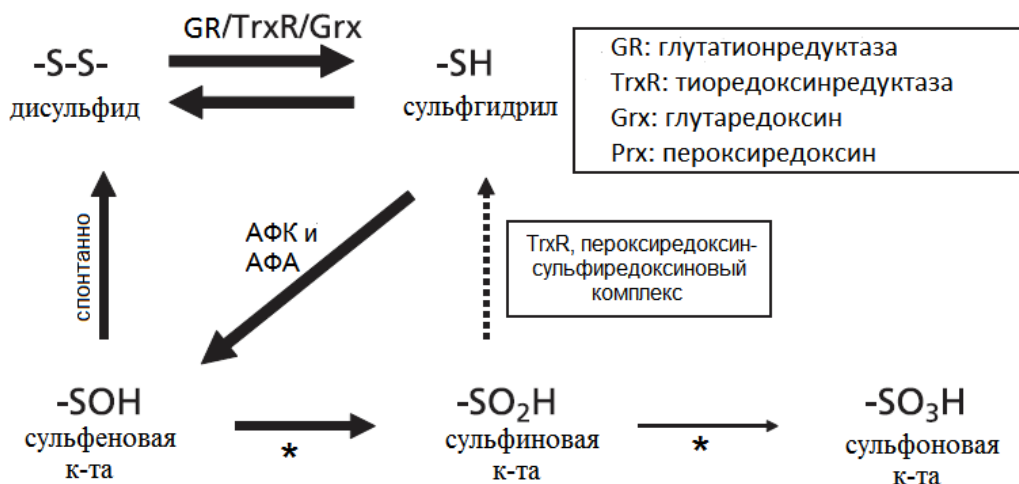 GR/TrxR/Grx
-S-S-
дисульфид
-SH
сульфгидрил
GR: глутатионредуктаза
TrxR: тиоредоксинредуктаза
Grx: глутаредоксин
Prx: пероксиредоксин
спонтанно
АФК и
АФА
TrxR, пероксиредоксин-
сульфиредоксиновый
комплекс
-SOH
сульфеновая
к-та
*
-SO₂H
сульфиновая
к-та
*
-SO₃H
сульфоновая
к-та